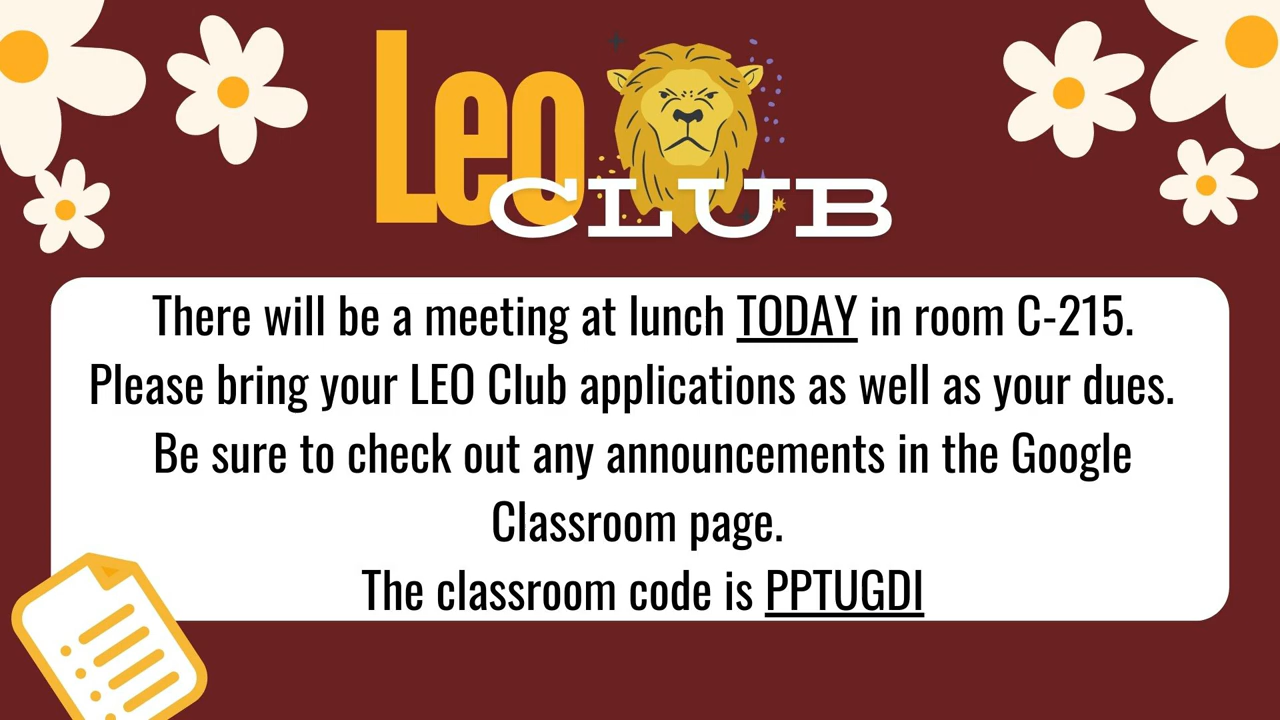 Leo
CLUB
There will be a meeting at lunch TODAY in room C-215.
Please bring your LEO Club applications as well as your dues.
Be sure to check out any announcements in the Google
Classroom page.
The classroom code is PPTUGDI